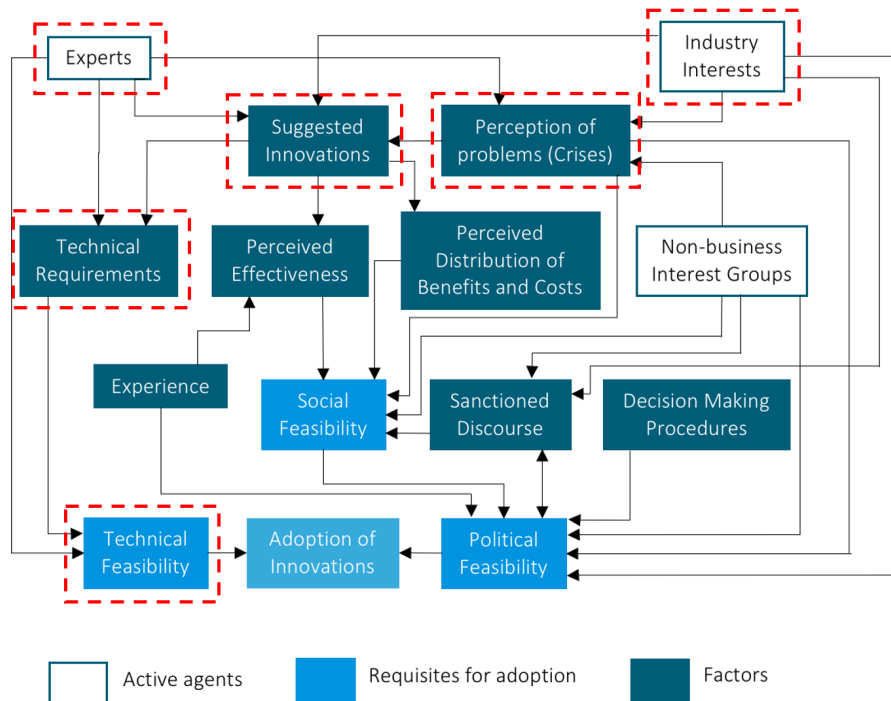 Experts
Industry
Interests
Suggested
Innovations
Perception of
problems (Crises)
Technical
Requirements
Perceived
Effectiveness
Perceived
Distribution of
Benefits and Costs
Non-business
Interest Groups
Experience
Social
Feasibility
Sanctioned
Discourse
Decision Making
Procedures
Technical
Feasibility
Adoption of
Innovations
Political
Feasibility
Active agents
Requisites for adoption
Factors